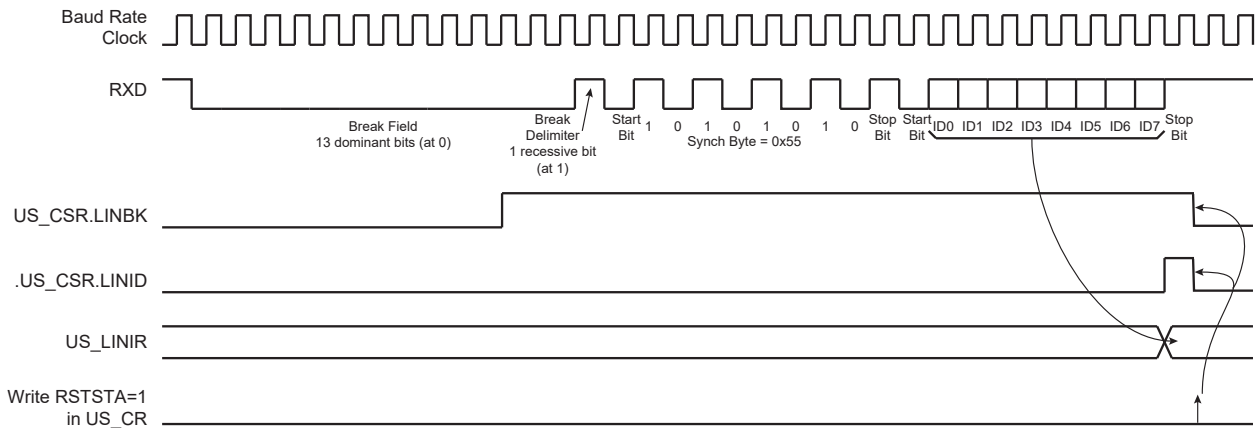 Baud Rate
Clock
RXD
Break Field
13 dominant bits (at 0)
Break
Delimiter
1 recessive bit
(at 1)
Start
Bit
1 0 1 0 1 0 1 0
Synch Byte = 0x55
Stop
Bit
Start
Bit
ID0 ID1 ID2 ID3 ID4 ID5 ID6 ID7
Stop
Bit
US_CSR.LINBK
.US_CSR.LINID
US_LINIR
Write RSTSTA=1
in US_CR